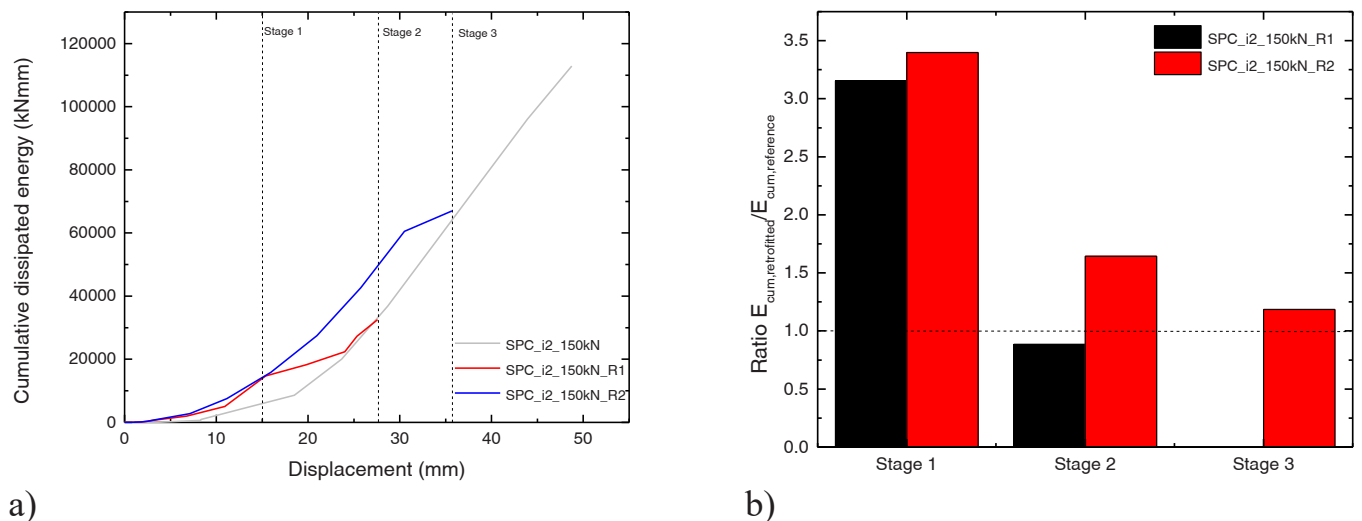 120000
100000
80000
60000
40000
20000
0
Cumulative dissipated energy (kNmm)
Stage 1
Stage 2
Stage 3
SPC_i2_150kN
SPC_i2_150kN_R1
SPC_i2_150kN_R2
0 10 20 30 40 50
Displacement (mm)
a)
3.5
3.0
2.5
2.0
1.5
1.0
0.5
0.0
Ratio E_cum,retrofitted/E_cum,reference
SPC_i2_150kN_R1
SPC_i2_150kN_R2
Stage 1 Stage 2 Stage 3
b)